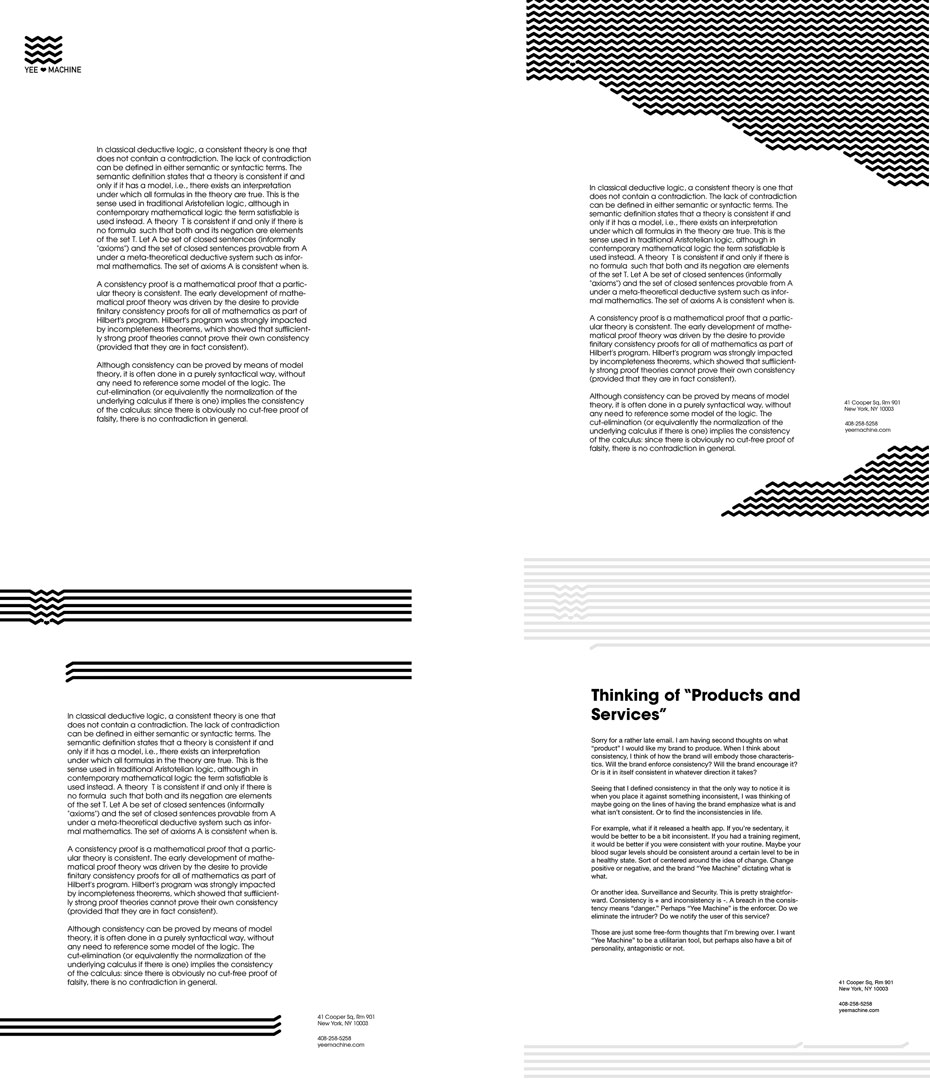 YEE ❤ MACHINE
In classical deductive logic, a consistent theory is one that
does not contain a contradiction. The lack of contradiction
can be defined in either semantic or syntactic terms. The
semantic definition states that a theory is consistent if and
only if it has a model, i.e., there exists an interpretation
under which all formulas in the theory are true. This is the
sense used in traditional Aristotelian logic, although in
contemporary mathematical logic the term satisfiable is
used instead. A theory  T is consistent if and only if there is
no formula  such that both and its negation are elements
of the set T. Let A be set of closed sentences (informally
"axioms") and the set of closed sentences provable from A
under a meta-theoretical deductive system such as infor-
mal mathematics. The set of axioms A is consistent when is.
A consistency proof is a mathematical proof that a partic-
ular theory is consistent. The early development of mathe-
matical proof theory was driven by the desire to provide
finitary consistency proofs for all of mathematics as part of
Hilbert's program. Hilbert's program was strongly impacted
by incompleteness theorems, which showed that sufficient-
ly strong proof theories cannot prove their own consistency
(provided that they are in fact consistent).
Although consistency can be proved by means of model
theory, it is often done in a purely syntactical way, without
any need to reference some model of the logic. The
cut-elimination (or equivalently the normalization of the
underlying calculus if there is one) implies the consistency
of the calculus: since there is obviously no cut-free proof of
falsity, there is no contradiction in general.
In classical deductive logic, a consistent theory is one that
does not contain a contradiction. The lack of contradiction
can be defined in either semantic or syntactic terms. The
semantic definition states that a theory is consistent if and
only if it has a model, i.e., there exists an interpretation
under which all formulas in the theory are true. This is the
sense used in traditional Aristotelian logic, although in
contemporary mathematical logic the term satisfiable is
used instead. A theory  T is consistent if and only if there is
no formula  such that both and its negation are elements
of the set T. Let A be set of closed sentences (informally
"axioms") and the set of closed sentences provable from A
under a meta-theoretical deductive system such as infor-
mal mathematics. The set of axioms A is consistent when is.
A consistency proof is a mathematical proof that a partic-
ular theory is consistent. The early development of mathe-
matical proof theory was driven by the desire to provide
finitary consistency proofs for all of mathematics as part of
Hilbert's program. Hilbert's program was strongly impacted
by incompleteness theorems, which showed that sufficient-
ly strong proof theories cannot prove their own consistency
(provided that they are in fact consistent).
Although consistency can be proved by means of model
theory, it is often done in a purely syntactical way, without
any need to reference some model of the logic. The
cut-elimination (or equivalently the normalization of the
underlying calculus if there is one) implies the consistency
of the calculus: since there is obviously no cut-free proof of
falsity, there is no contradiction in general.
41 Cooper Sq, Rm 901
New York, NY 10003
408-258-5258
yeemachine.com
In classical deductive logic, a consistent theory is one that
does not contain a contradiction. The lack of contradiction
can be defined in either semantic or syntactic terms. The
semantic definition states that a theory is consistent if and
only if it has a model, i.e., there exists an interpretation
under which all formulas in the theory are true. This is the
sense used in traditional Aristotelian logic, although in
contemporary mathematical logic the term satisfiable is
used instead. A theory  T is consistent if and only if there is
no formula  such that both and its negation are elements
of the set T. Let A be set of closed sentences (informally
"axioms") and the set of closed sentences provable from A
under a meta-theoretical deductive system such as infor-
mal mathematics. The set of axioms A is consistent when is.
A consistency proof is a mathematical proof that a partic-
ular theory is consistent. The early development of mathe-
matical proof theory was driven by the desire to provide
finitary consistency proofs for all of mathematics as part of
Hilbert's program. Hilbert's program was strongly impacted
by incompleteness theorems, which showed that sufficient-
ly strong proof theories cannot prove their own consistency
(provided that they are in fact consistent).
Although consistency can be proved by means of model
theory, it is often done in a purely syntactical way, without
any need to reference some model of the logic. The
cut-elimination (or equivalently the normalization of the
underlying calculus if there is one) implies the consistency
of the calculus: since there is obviously no cut-free proof of
falsity, there is no contradiction in general.
41 Cooper Sq, Rm 901
New York, NY 10003
408-258-5258
yeemachine.com
Thinking of “Products and
Services”
Sorry for a rather late email. I am having second thoughts on what
“product” I would like my brand to produce. When I think about
consistency, I think of how the brand will embody those characteris-
tics. Will the brand enforce consistency? Will the brand encourage it?
Or is it in itself consistent in whatever direction it takes?
Seeing that I defined consistency in that the only way to notice it is
when you place it against something inconsistent, I was thinking of
maybe going on the lines of having the brand emphasize what is and
what isn’t consistent. Or to find the inconsistencies in life.
For example, what if it released a health app. If you’re sedentary, it
would be better to be a bit inconsistent. If you had a training regiment,
it would be better if you were consistent with your routine. Maybe your
blood sugar levels should be consistent around a certain level to be in
a healthy state. Sort of centered around the idea of change. Change
positive or negative, and the brand “Yee Machine” dictating what is
what.
Or another idea. Surveillance and Security. This is pretty straightfor-
ward. Consistency is + and inconsistency is -. A breach in the consis-
tency means “danger.” Perhaps “Yee Machine” is the enforcer. Do we
eliminate the intruder? Do we notify the user of this service?
Those are just some free-form thoughts that I’m brewing over. I want
“Yee Machine” to be a utilitarian tool, but perhaps also have a bit of
personality, antagonistic or not.
41 Cooper Sq, Rm 901
New York, NY 10003
408-258-5258
yeemachine.com